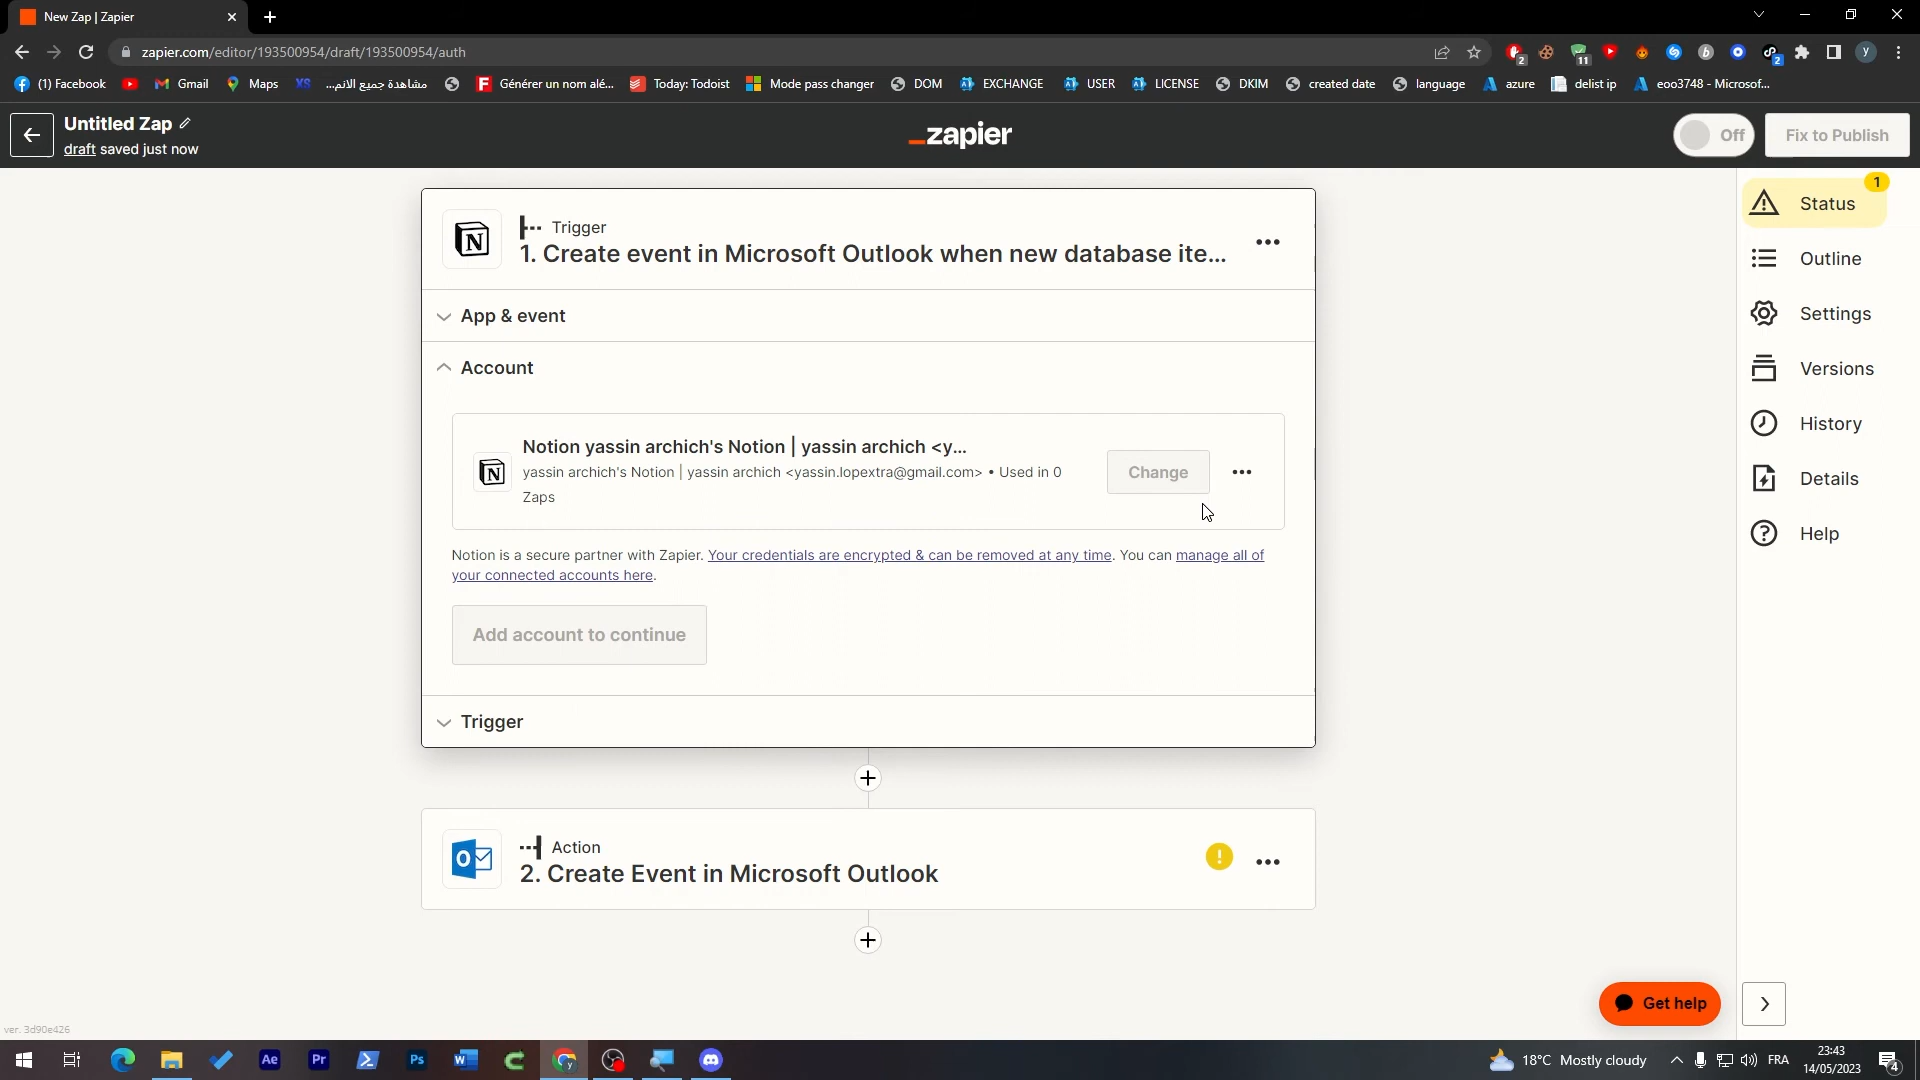 New Zap | Zapier
zapier.com/editor/193500954/draft/193500954/auth
2
11
2
(1) Facebook
Gmail
Maps
مشاهدة جميع الانم...
Générer un nom alé...
Today: Todoist
Mode pass changer
DOM
EXCHANGE
USER
LICENSE
DKIM
created date
language
azure
delist ip
eoo3748 - Microsof...
Untitled Zap
draft saved just now
_zapier
Off
Fix to Publish
Trigger
1. Create event in Microsoft Outlook when new database ite...
App & event
Account
Notion yassin archich's Notion | yassin archich <y...
yassin archich's Notion | yassin archich <yassin.lopextra@gmail.com> • Used in 0
Zaps
Change
Notion is a secure partner with Zapier. Your credentials are encrypted & can be removed at any time. You can manage all of
your connected accounts here.
Add account to continue
Trigger
Action
2. Create Event in Microsoft Outlook
1
Status
Outline
Settings
Versions
History
Details
Help
Get help
ver. 3d90e426
18°C Mostly cloudy
FRA
23:43
14/05/2023
4